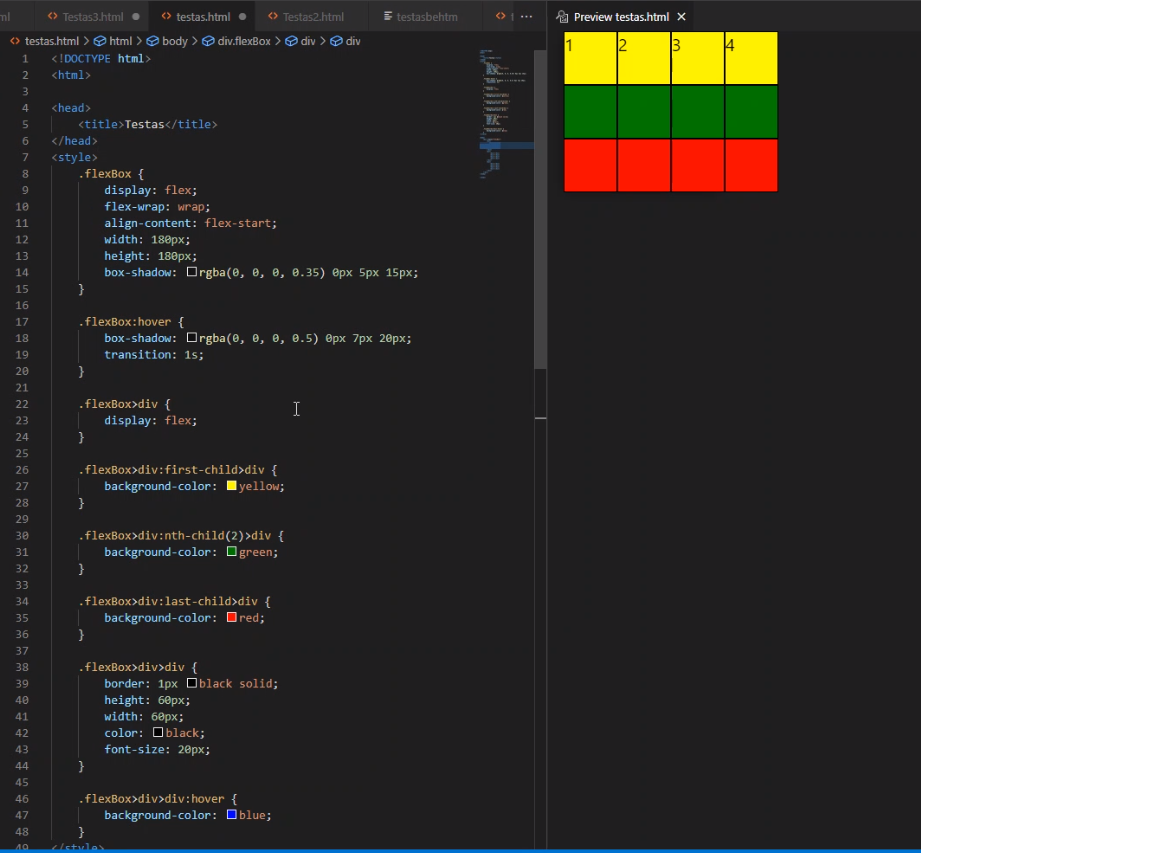 ml
Testas3.html
testas.html
Testas2.html
testasbehtm
...
Preview testas.html
testas.html > html > body > div.flexBox > div > div
1 <!DOCTYPE html>
2 <html>
3
4 <head>
5 <title>Testas</title>
6 </head>
7 <style>
8 .flexBox {
9 display: flex;
10 flex-wrap: wrap;
11 align-content: flex-start;
12 width: 180px;
13 height: 180px;
14 box-shadow: rgba(0, 0, 0, 0.35) 0px 5px 15px;
15 }
16
17 .flexBox:hover {
18 box-shadow: rgba(0, 0, 0, 0.5) 0px 7px 20px;
19 transition: 1s;
20 }
21
22 .flexBox>div {
23 display: flex;
24 }
25
26 .flexBox>div:first-child>div {
27 background-color: yellow;
28 }
29
30 .flexBox>div:nth-child(2)>div {
31 background-color: green;
32 }
33
34 .flexBox>div:last-child>div {
35 background-color: red;
36 }
37
38 .flexBox>div>div {
39 border: 1px black solid;
40 height: 60px;
41 width: 60px;
42 color: black;
43 font-size: 20px;
44 }
45
46 .flexBox>div>div:hover {
47 background-color: blue;
48 }
49 </style>
1 2 3 4